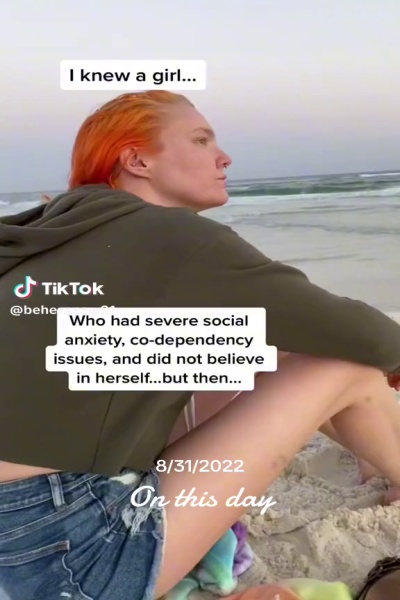 I knew a girl...
TikTok
Who had severe social
anxiety, co-dependency
issues, and did not believe
in herself...but then...
8/31/2022
On this day